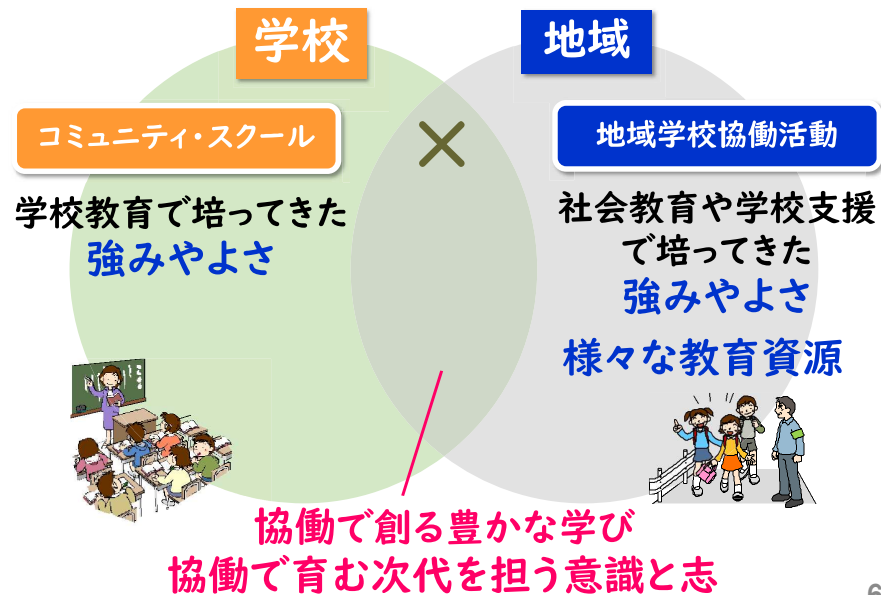 学校
地域
コミュニティ・スクール
×
地域学校協働活動
学校教育で培ってきた
強みやよさ
社会教育や学校支援
で培ってきた
強みやよさ
様々な教育資源
協働で創る豊かな学び
協働で育む次代を担う意識と志
6